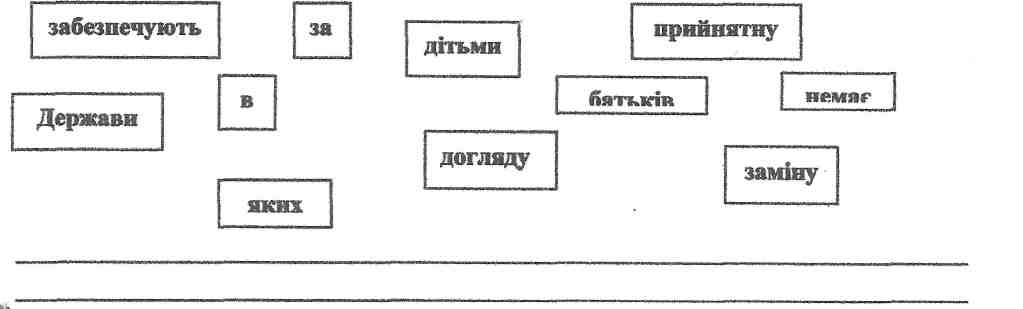 забезпечують за дітьми прийнятну
Держави в батьків немає
догляду заміну
яких